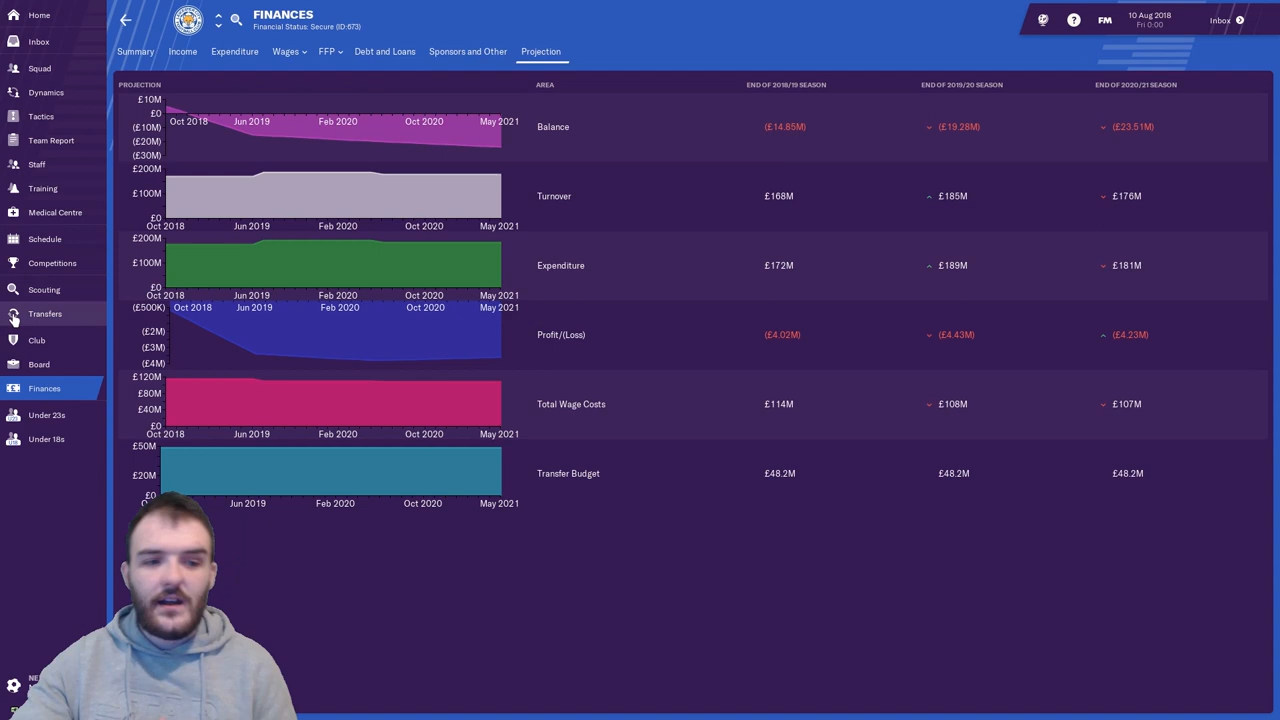 Home
Inbox
Squad
Dynamics
Tactics
Team Report
Staff
Training
Medical Centre
Schedule
Competitions
Scouting
Transfers
Club
Board
Finances
Under 23s
Under 18s
FINANCES
Financial Status: Secure (ID:673)
? FM 10 Aug 2018
Fri 0:00
Inbox
Summary Income Expenditure Wages FFP Debt and Loans Sponsors and Other Projection
PROJECTION AREA END OF 2018/19 SEASON END OF 2019/20 SEASON END OF 2020/21 SEASON
£10M
£0
(£10M)
(£20M)
(£30M)
Oct 2018 Jun 2019 Feb 2020 Oct 2020 May 2021
Balance (£14.85M) (£19.28M) (£23.51M)
£200M
£100M
£0
Oct 2018 Jun 2019 Feb 2020 Oct 2020 May 2021
Turnover £168M £185M £176M
£200M
£100M
£0
Oct 2018 Jun 2019 Feb 2020 Oct 2020 May 2021
Expenditure £172M £189M £181M
(£500K)
(£2M)
(£3M)
(£4M)
Oct 2018 Jun 2019 Feb 2020 Oct 2020 May 2021
Profit/(Loss) (£4.02M) (£4.43M) (£4.23M)
£120M
£80M
£40M
£0
Oct 2018 Jun 2019 Feb 2020 Oct 2020 May 2021
Total Wage Costs £114M £108M £107M
£50M
£20M
£0
Jun 2019 Feb 2020 Oct 2020 May 2021
Transfer Budget £48.2M £48.2M £48.2M